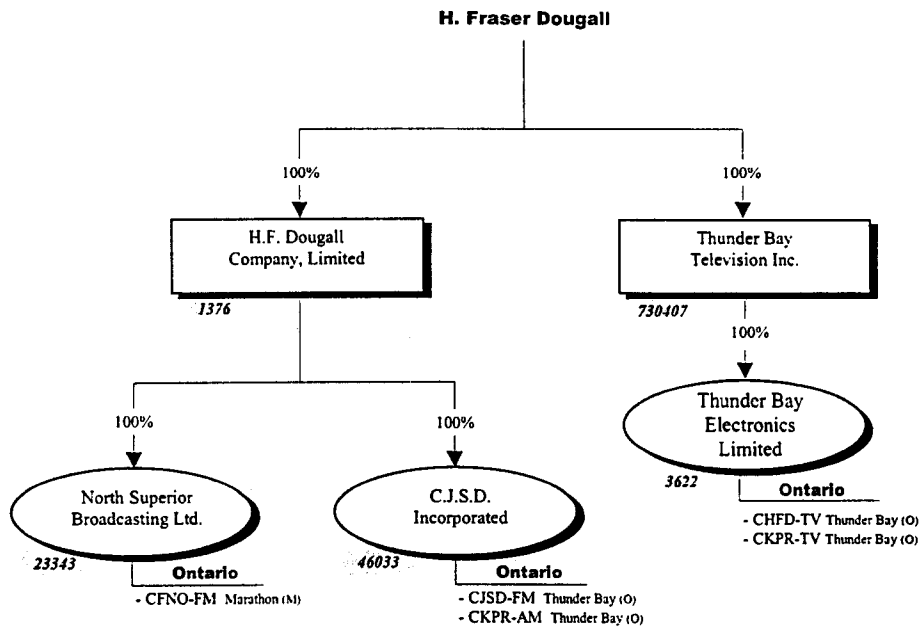 H. Fraser Dougall
100%
100%
H.F. Dougall
Company, Limited
1376
Thunder Bay
Television Inc.
730407
100%
100%
100%
North Superior
Broadcasting Ltd.
23343
Ontario
- CFNO-FM Marathon (M)
C.J.S.D.
Incorporated
46033
Ontario
- CJSD-FM Thunder Bay (O)
- CKPR-AM Thunder Bay (O)
Thunder Bay
Electronics
Limited
3622
Ontario
- CHFD-TV Thunder Bay (O)
- CKPR-TV Thunder Bay (O)